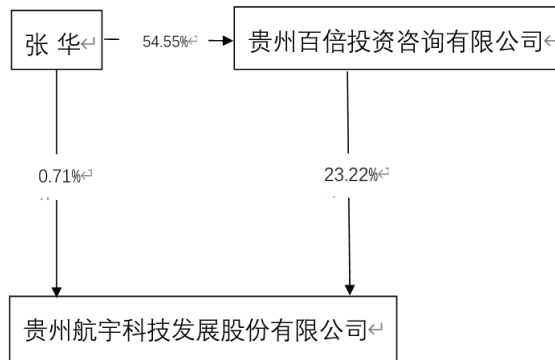 张 华
54.55%
贵州百倍投资咨询有限公司
0.71%
23.22%
贵州航宇科技发展股份有限公司